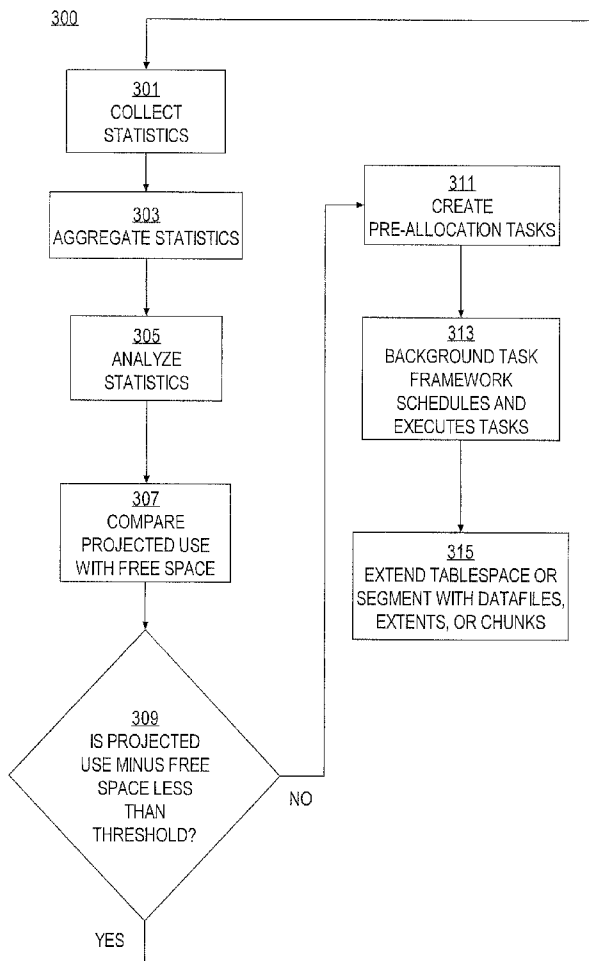 300
301
COLLECT
STATISTICS
303
AGGREGATE STATISTICS
305
ANALYZE
STATISTICS
307
COMPARE
PROJECTED USE
WITH FREE SPACE
309
IS PROJECTED
USE MINUS FREE
SPACE LESS
THAN
THRESHOLD?
NO
YES
311
CREATE
PRE-ALLOCATION TASKS
313
BACKGROUND TASK
FRAMEWORK
SCHEDULES AND
EXECUTES TASKS
315
EXTEND TABLESPACE OR
SEGMENT WITH DATAFILES,
EXTENTS, OR CHUNKS